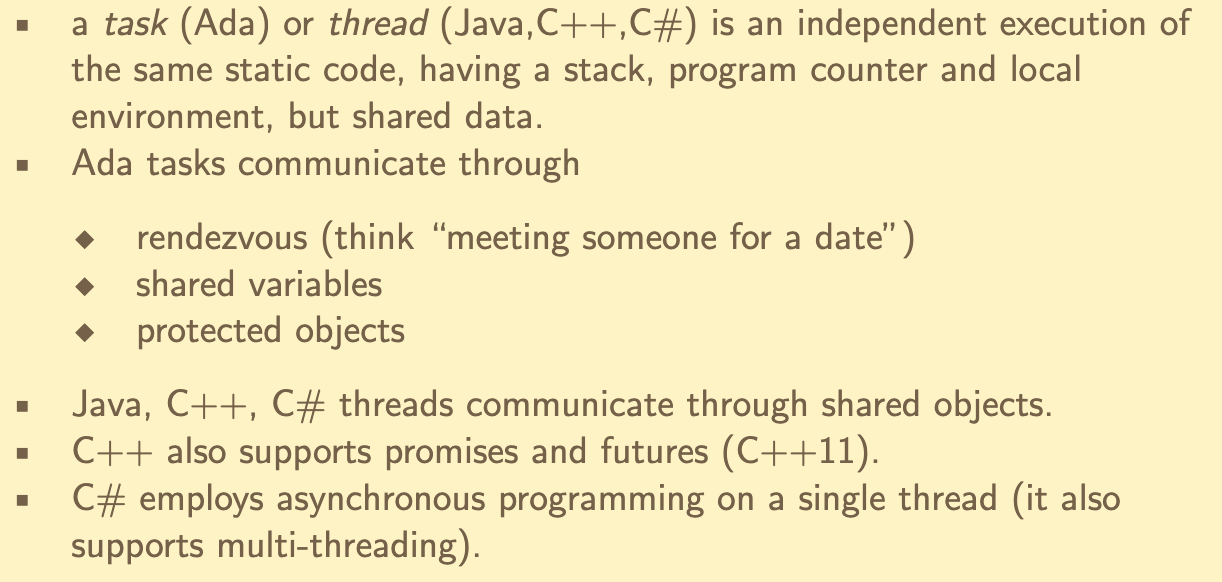 ▪ a task (Ada) or thread (Java,C++,C#) is an independent execution of
the same static code, having a stack, program counter and local
environment, but shared data.
▪ Ada tasks communicate through
◆ rendezvous (think “meeting someone for a date”)
◆ shared variables
◆ protected objects
▪ Java, C++, C# threads communicate through shared objects.
▪ C++ also supports promises and futures (C++11).
▪ C# employs asynchronous programming on a single thread (it also
supports multi-threading).